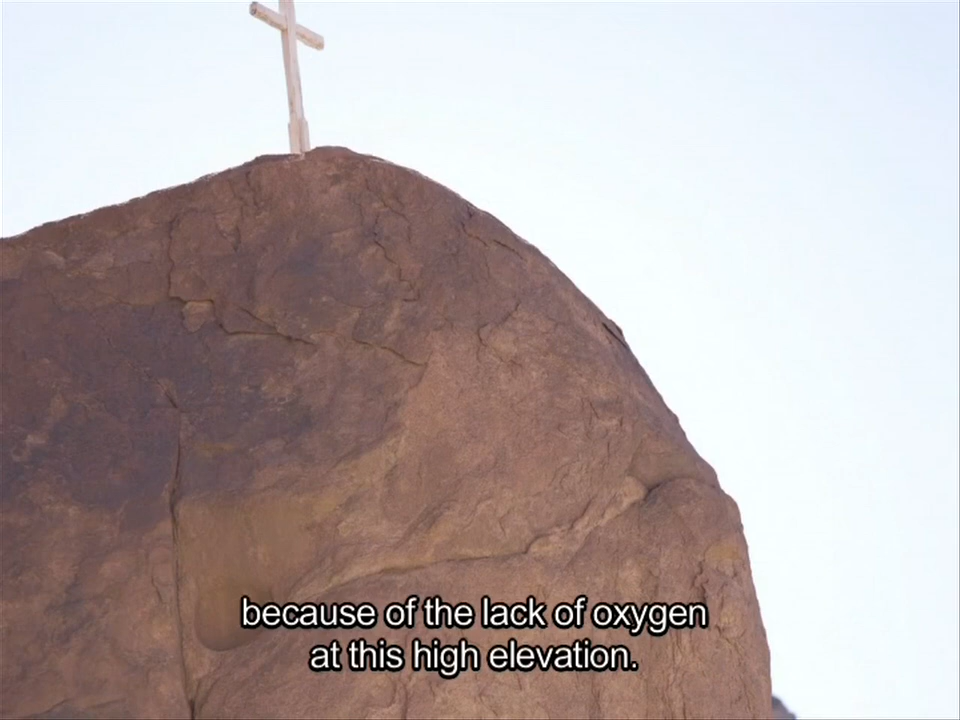 because of the lack of oxygen
at this high elevation.